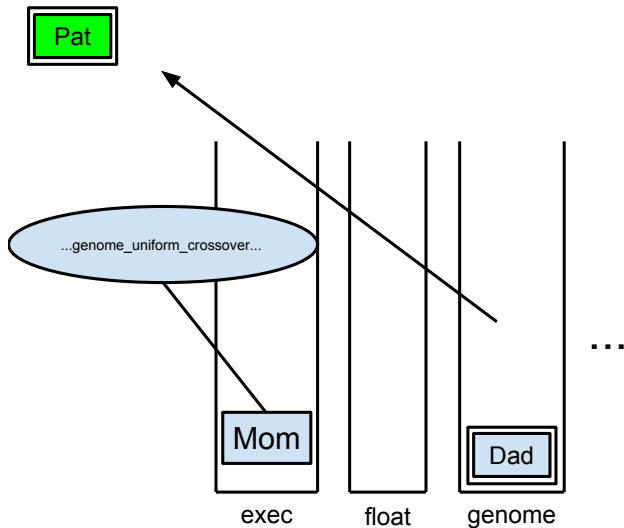 Pat
...genome_uniform_crossover...
...
Mom
Dad
exec float genome